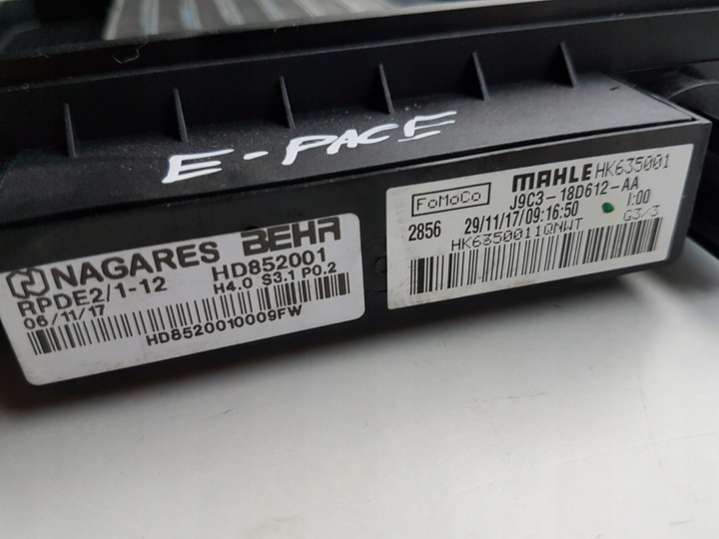 E-PACE
NAGARES BEHR
RPDE2/1-12 HD852001
06/11/17 H4.0 S3.1 P0.2
HD8520010009FW
FoMoCo MAHLE HK635001
J9C3-18D612-AA
2856 29/11/17/09:16:50 1:00
HK6350011QNWT G3/3